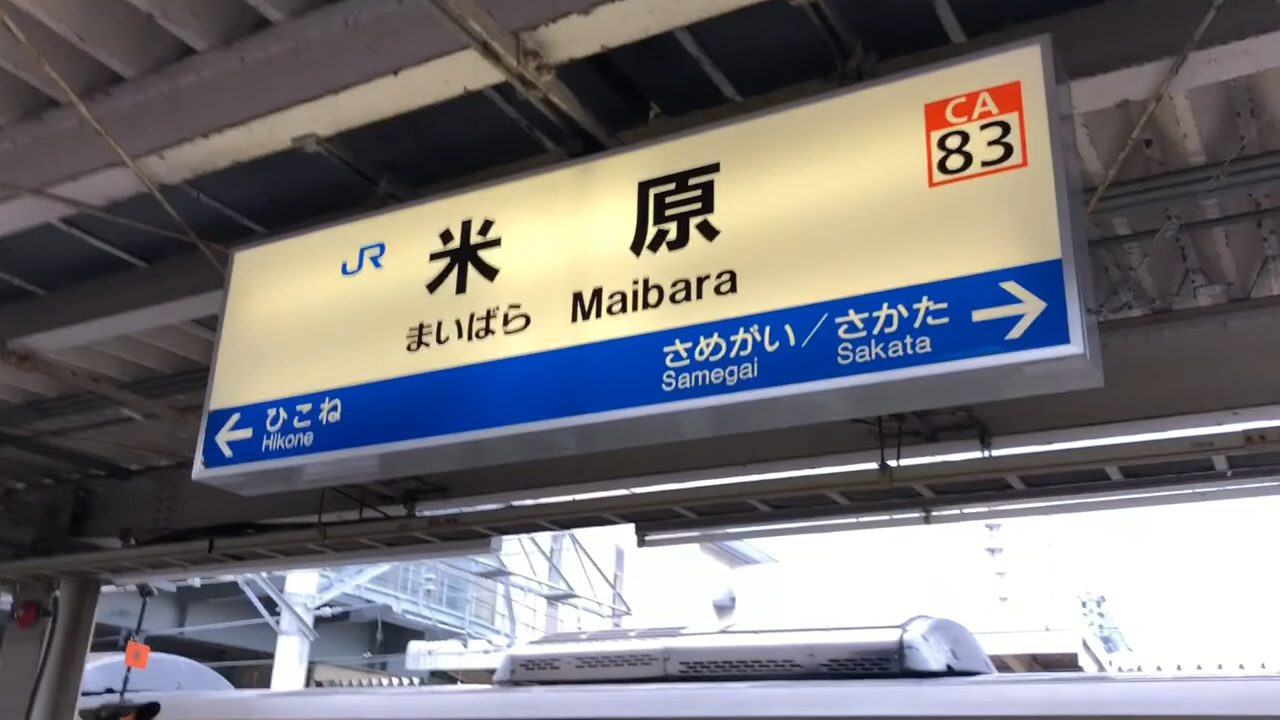 CA
83
JR 米原
まいばら Maibara
さめがい／さかた →
Samegai Sakata
← ひこね
Hikone